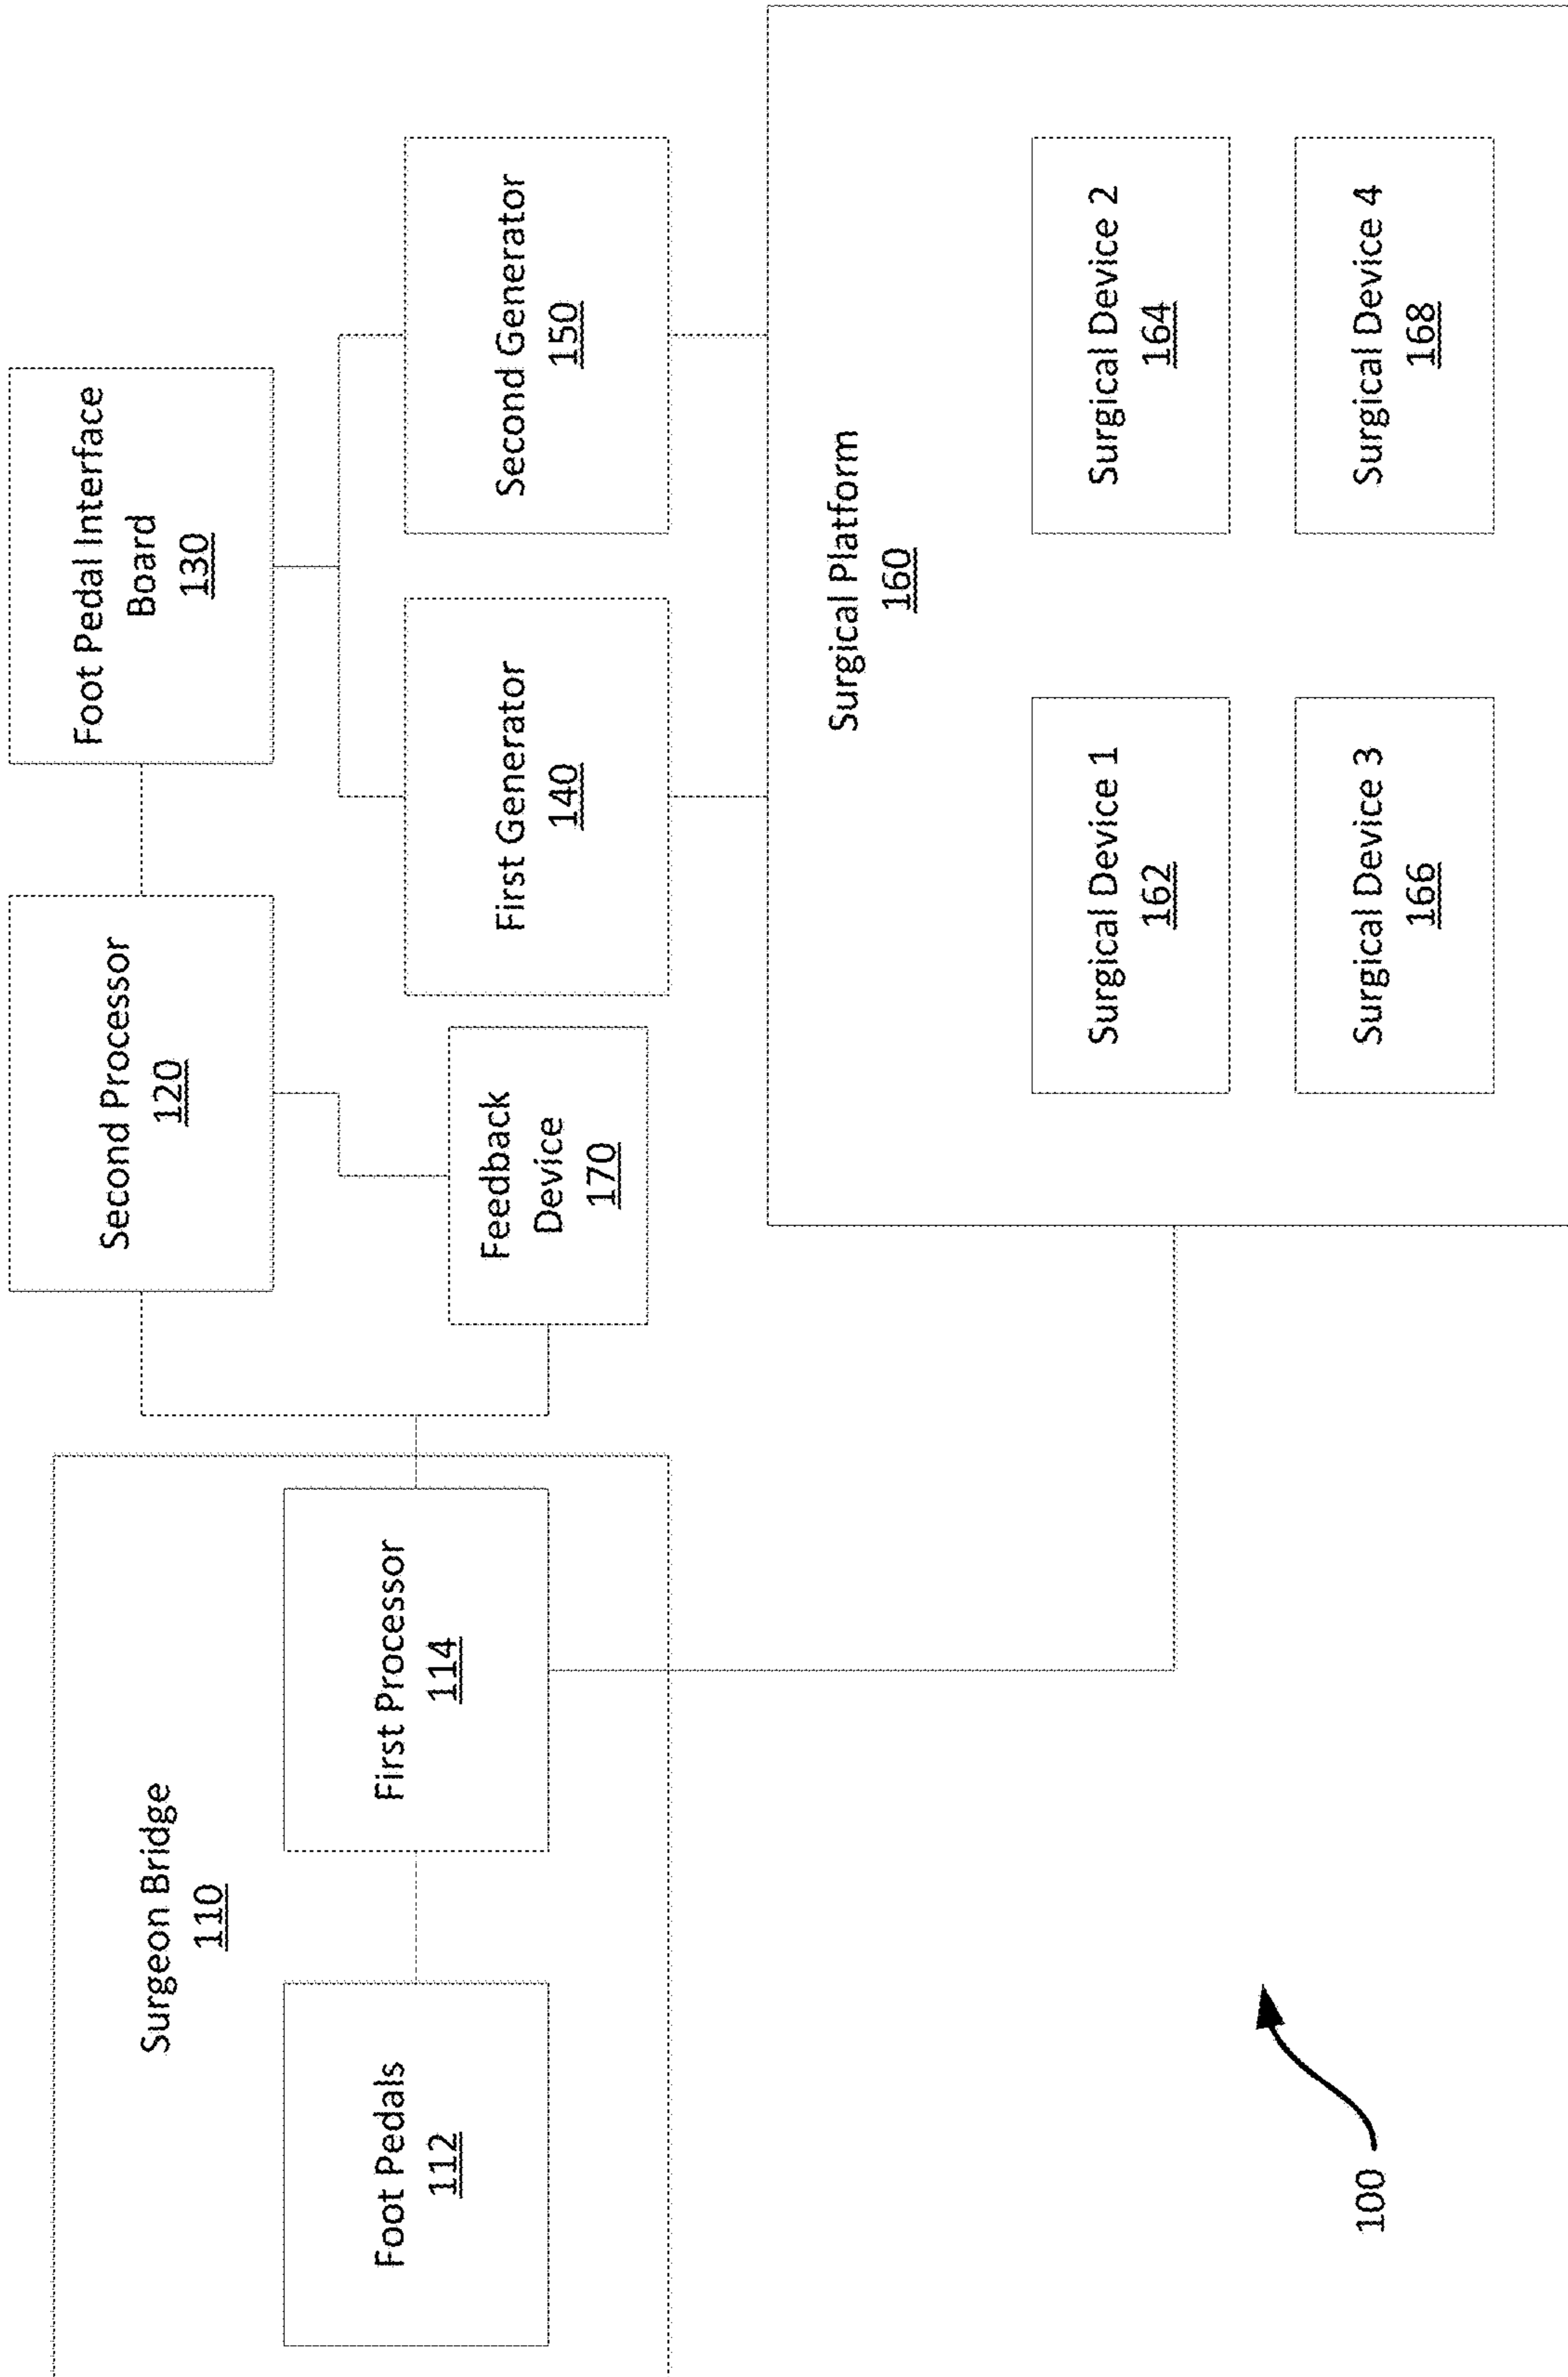 Surgeon Bridge
110
Foot Pedals
112
First Processor
114
Second Processor
120
Foot Pedal Interface
Board
130
Feedback
Device
170
First Generator
140
Second Generator
150
Surgical Platform
160
Surgical Device 1
162
Surgical Device 2
164
Surgical Device 3
166
Surgical Device 4
168
100